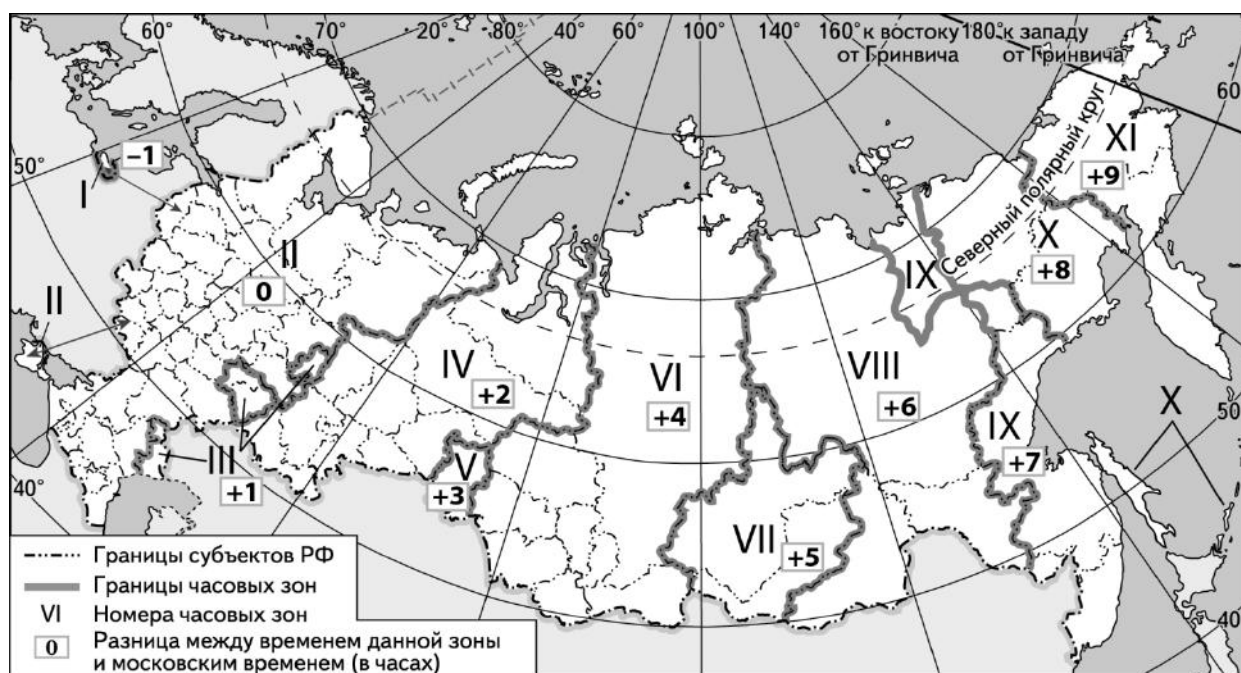 60°
70°
80°
60°
40°
80°
100°
120°
140°
160° к востоку
от Гринвича
180° к западу
от Гринвича
60°
50°
–1
I
II
0
II
40°
III
+1
IV
+2
V
+3
VI
+4
VII
+5
VIII
+6
IX
IX
+7
Северный полярный круг
X
+8
XI
+9
X
50°
40°
Границы субъектов РФ
Границы часовых зон
VI Номера часовых зон
0 Разница между временем данной зоны
и московским временем (в часах)